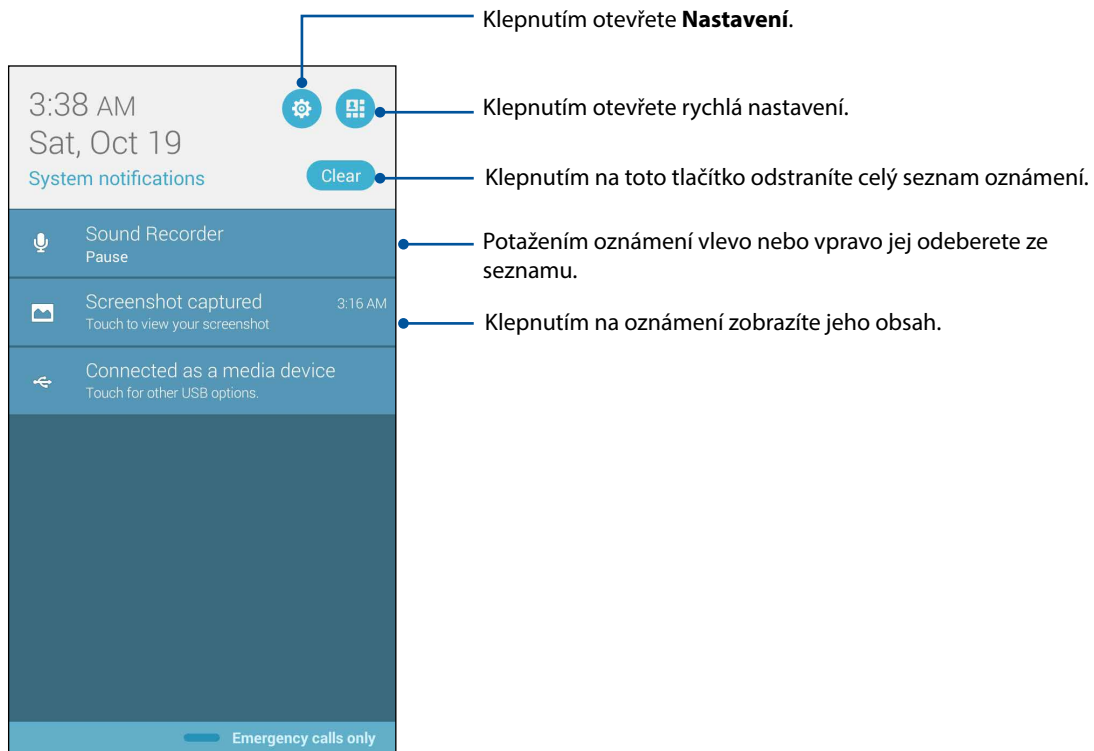 Klepnutím otevřete Nastavení.
3:38 AM
Sat, Oct 19
Klepnutím otevřete rychlá nastavení.
System notifications
Clear
Klepnutím na toto tlačítko odstraníte celý seznam oznámení.
Sound Recorder
Pause
Potažením oznámení vlevo nebo vpravo jej odeberete ze
seznamu.
Screenshot captured
3:16 AM
Touch to view your screenshot
Klepnutím na oznámení zobrazíte jeho obsah.
Connected as a media device
Touch for other USB options.
Emergency calls only